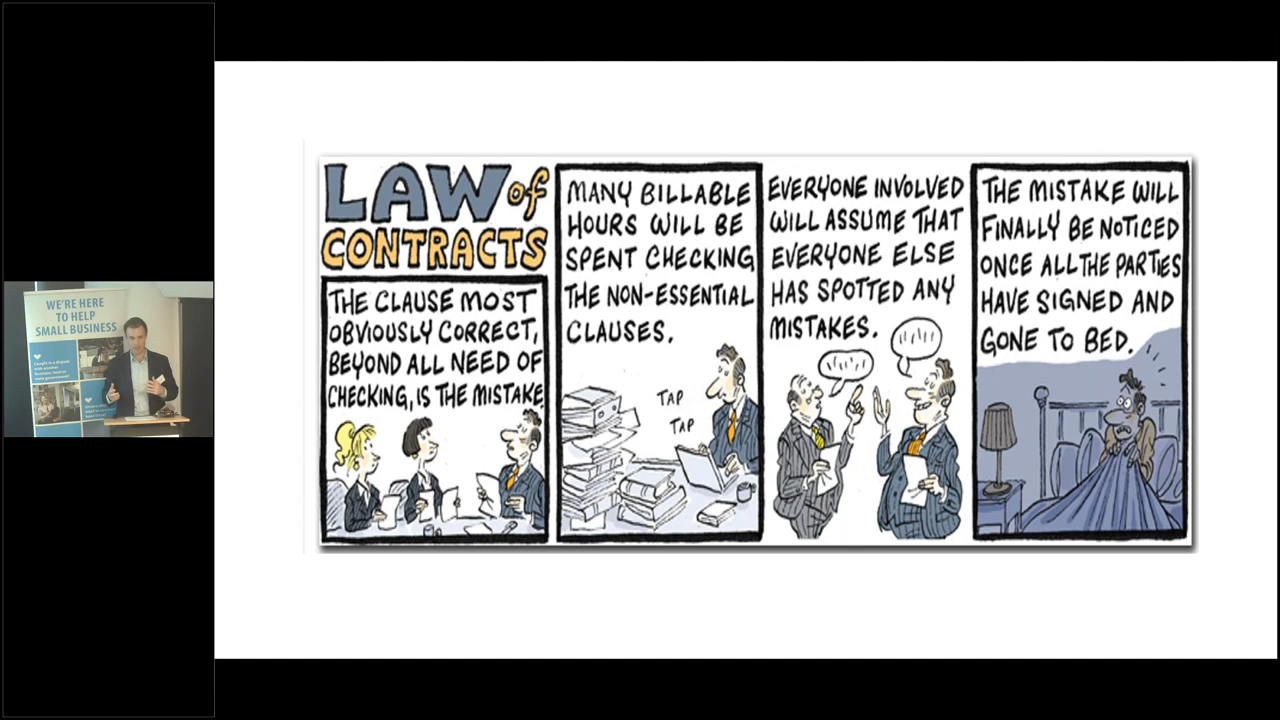 WE'RE HERE
TO HELP
SMALL BUSINESS
LAW of
CONTRACTS
THE CLAUSE MOST
OBVIOUSLY CORRECT,
BEYOND ALL NEED OF
CHECKING, IS THE MISTAKE
MANY BILLABLE
HOURS WILL BE
SPENT CHECKING
THE NON-ESSENTIAL
CLAUSES.
TAP
TAP
EVERYONE INVOLVED
WILL ASSUME THAT
EVERYONE ELSE
HAS SPOTTED ANY
MISTAKES.
THE MISTAKE WILL
FINALLY BE NOTICED
ONCE ALL THE PARTIES
HAVE SIGNED AND
GONE TO BED.